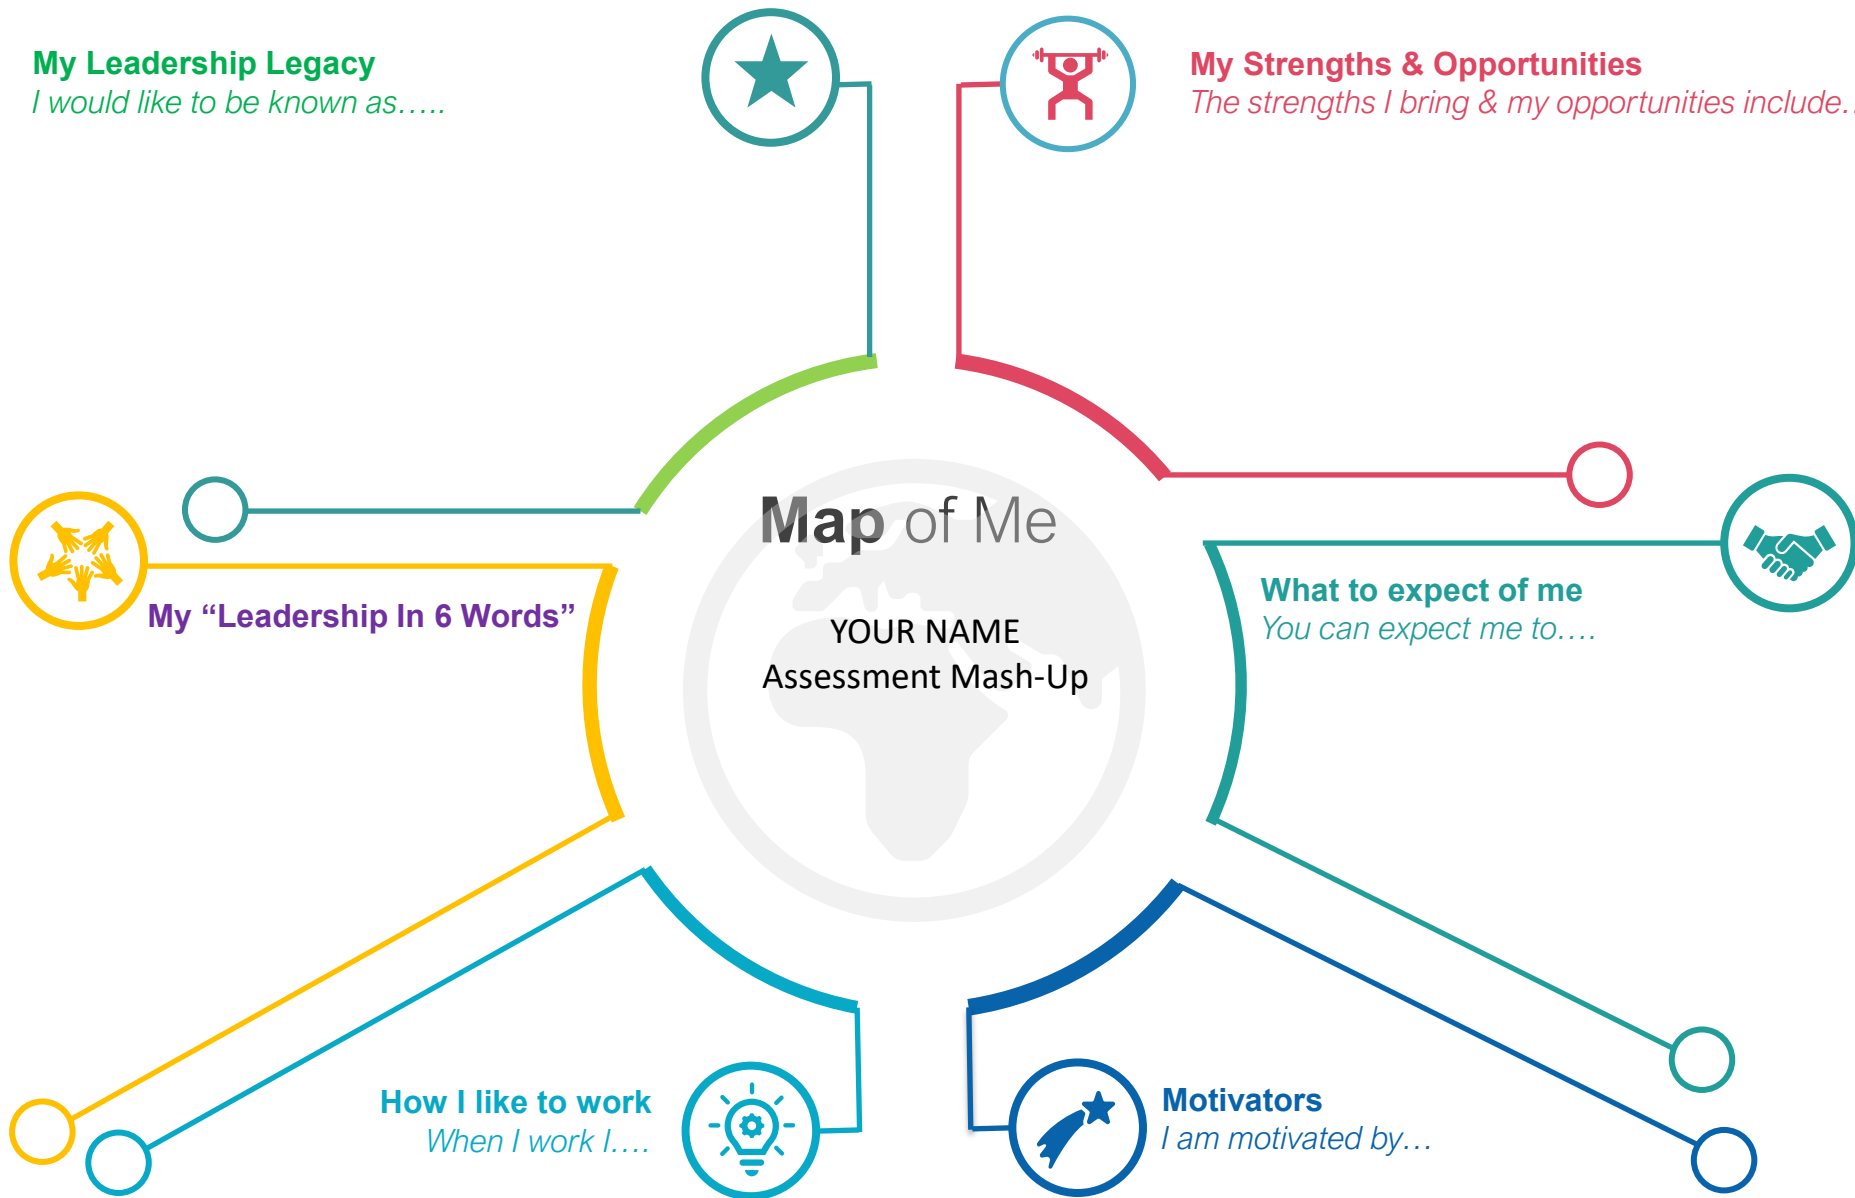 My Leadership Legacy
I would like to be known as…..
My Strengths & Opportunities
The strengths I bring & my opportunities include..
Map of Me
YOUR NAME
Assessment Mash-Up
My “Leadership In 6 Words”
What to expect of me
You can expect me to….
How I like to work
When I work I….
Motivators
I am motivated by…